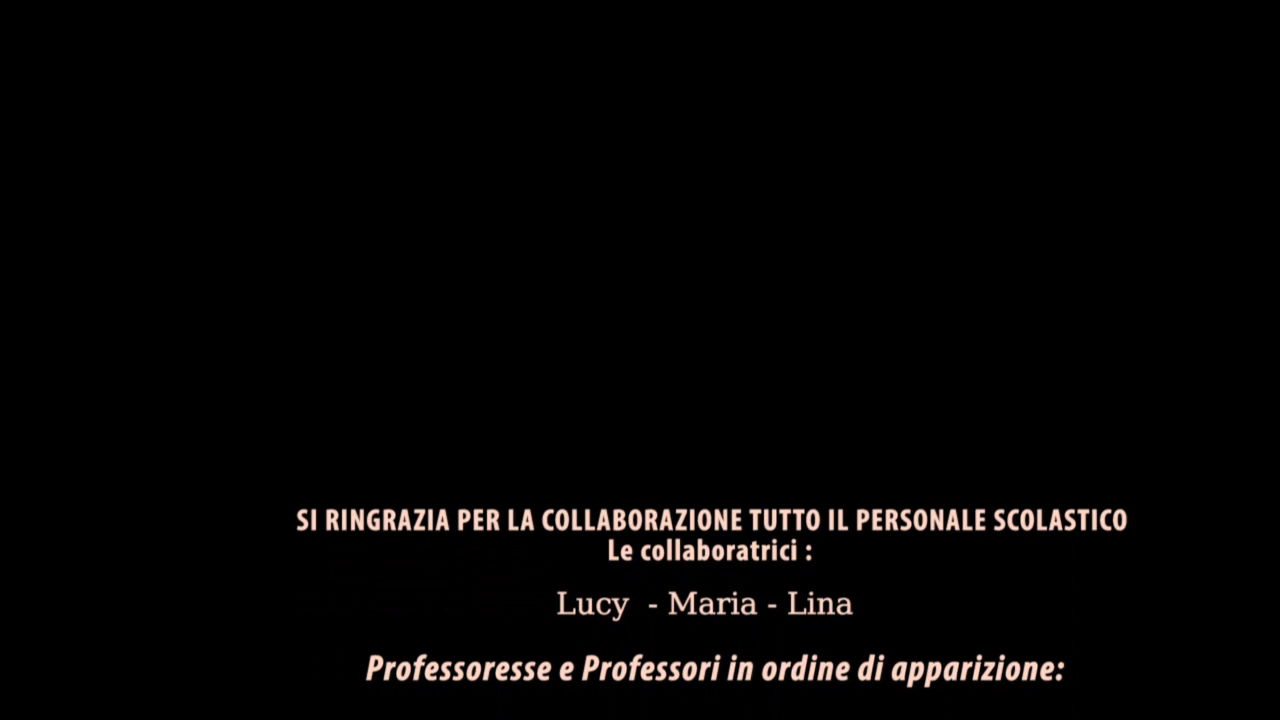 SI RINGRAZIA PER LA COLLABORAZIONE TUTTO IL PERSONALE SCOLASTICO
Le collaboratrici :
Lucy - Maria - Lina
Professoresse e Professori in ordine di apparizione: